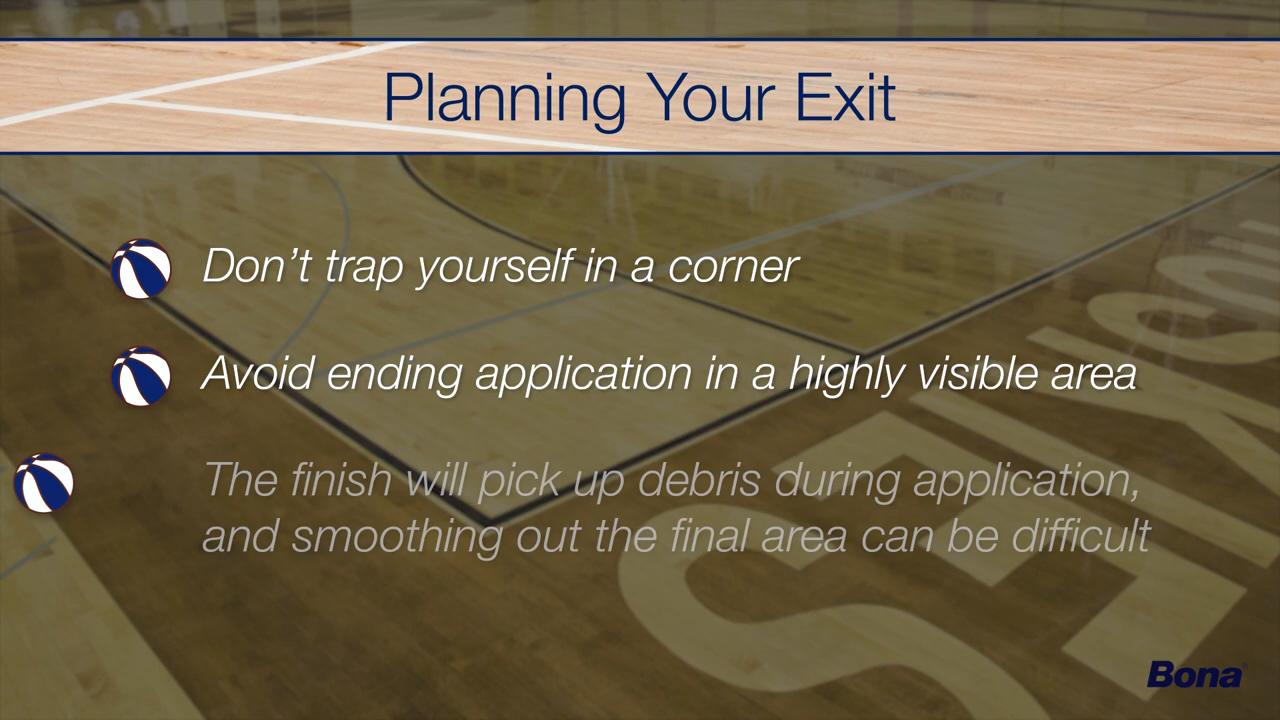 Planning Your Exit
Don’t trap yourself in a corner
Avoid ending application in a highly visible area
The finish will pick up debris during application,
and smoothing out the final area can be difficult
Bona